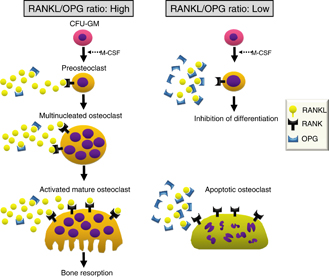 RANKL/OPG ratio: High
CFU-GM
M-CSF
Preosteoclast
Multinucleated osteoclast
Activated mature osteoclast
Bone resorption
RANKL/OPG ratio: Low
M-CSF
Inhibition of differentiation
Apoptotic osteoclast
RANKL
RANK
OPG